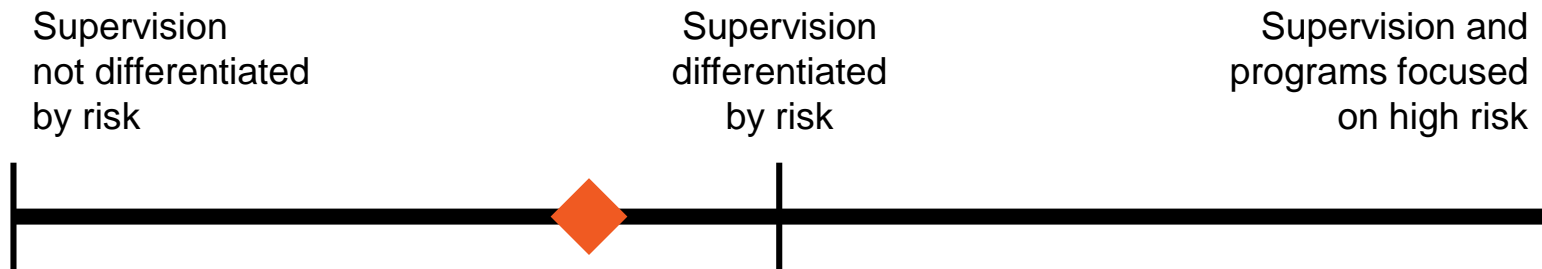 Supervision
not differentiated
by risk
Supervision
differentiated
by risk
Supervision and
programs focused
on high risk